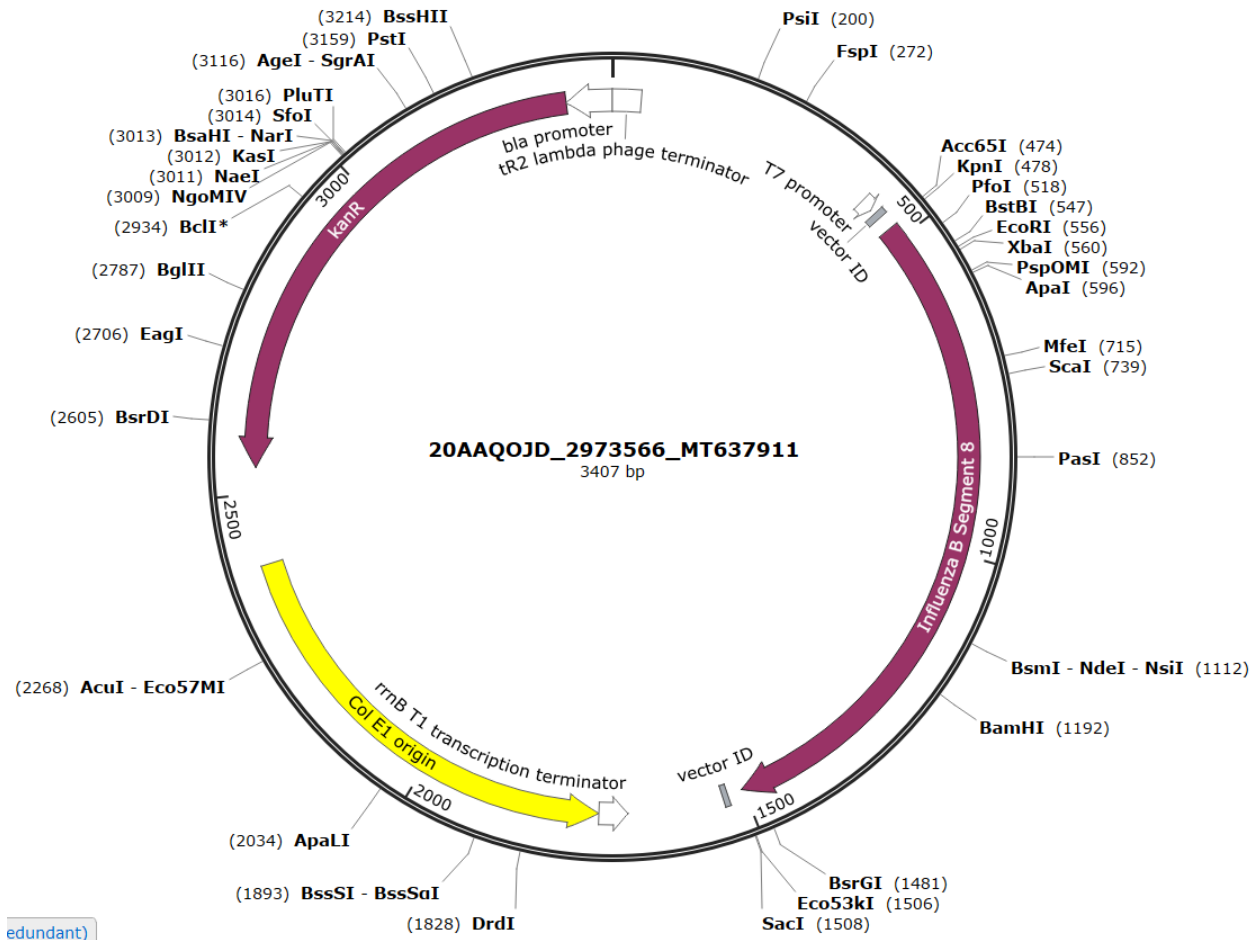 (3214) BssHII
(3159) PstI
(3116) AgeI - SgrAI
(3016) PluTI
(3014) SfoI
(3013) BsaHI - NarI
(3012) KasI
(3011) NaeI
(3009) NgoMIV
(2934) BclI*
(2787) BglII
(2706) EagI
(2605) BsrDI
(2268) AcuI - Eco57MI
(2034) ApaLI
(1893) BssSI - BssSαI
(1828) DrdI
PsiI (200)
FspI (272)
Acc65I (474)
KpnI (478)
PfoI (518)
BstBI (547)
EcoRI (556)
XbaI (560)
PspOMI (592)
ApaI (596)
MfeI (715)
ScaI (739)
PasI (852)
BsmI - NdeI - NsiI (1112)
BamHI (1192)
BsrGI (1481)
Eco53kI (1506)
SacI (1508)
bla promoter
tR2 lambda phage terminator
T7 promoter
vector ID
kanR
Influenza B Segment 8
20AAQOJD_2973566_MT637911
3407 bp
500
1000
1500
2000
2500
3000
rrnB T1 transcription terminator
Col E1 origin
vector ID
edundant)